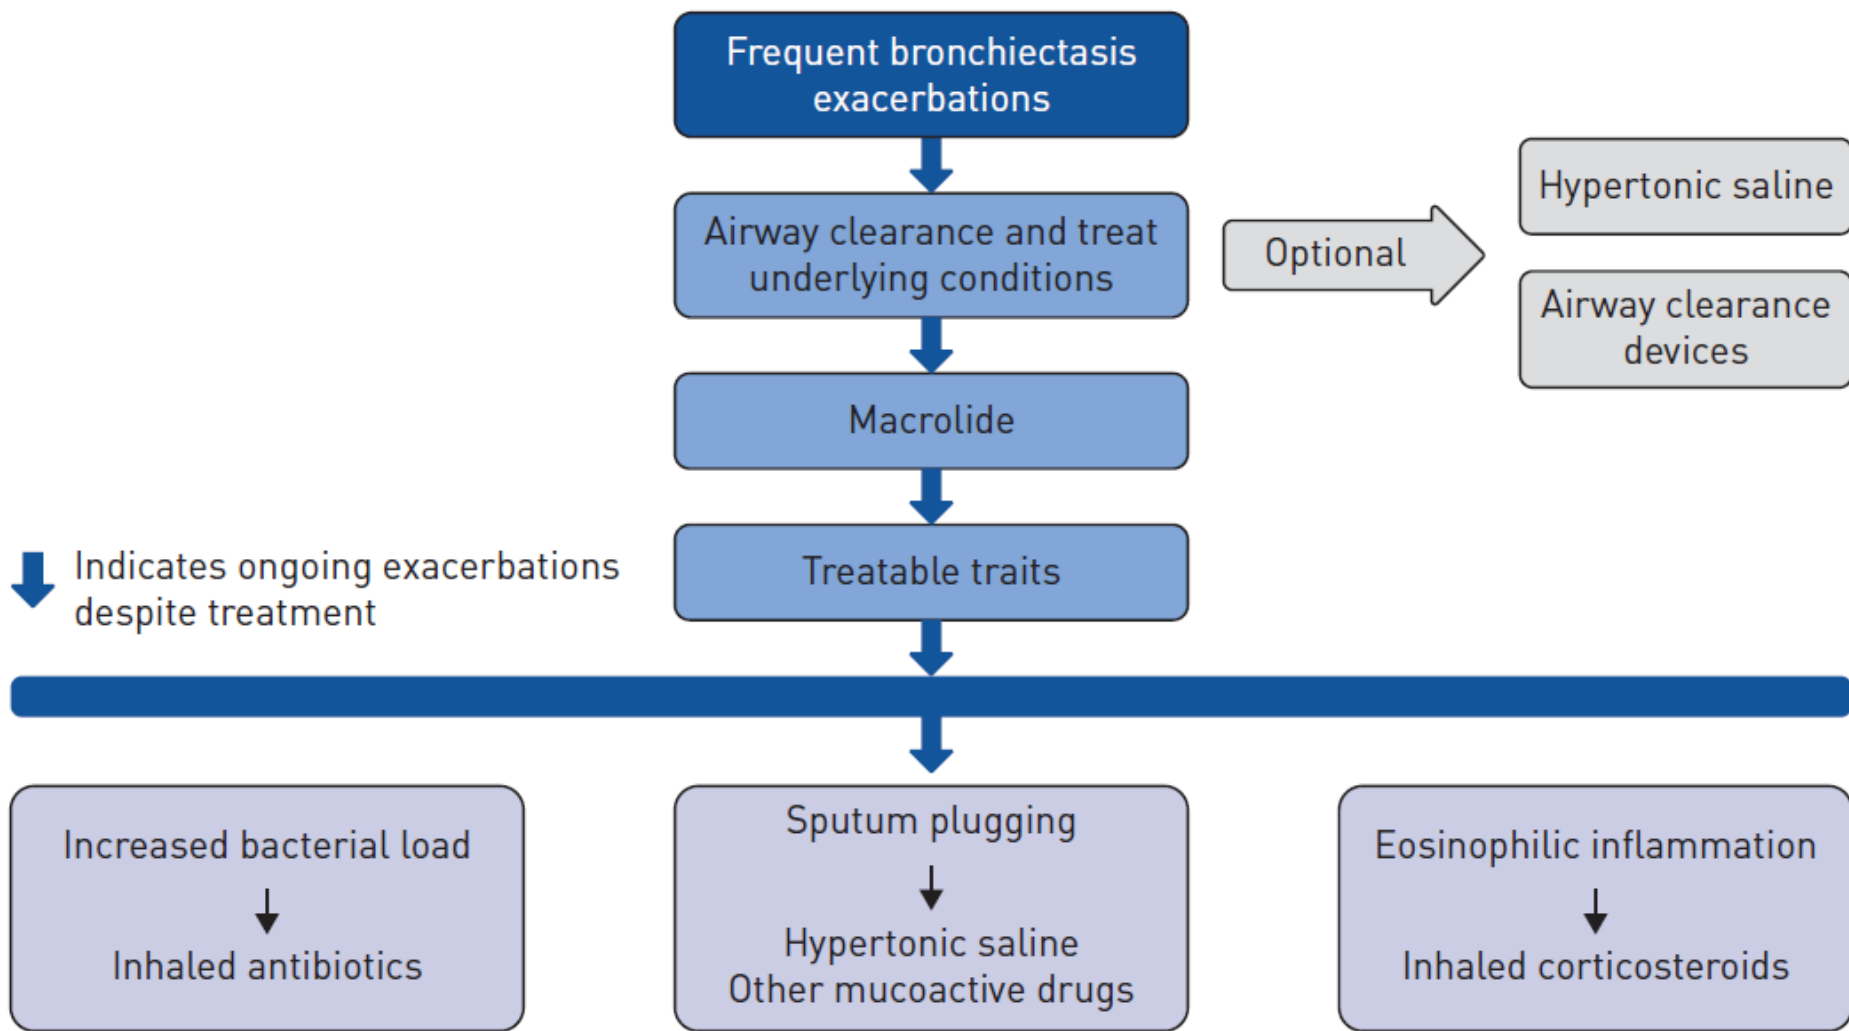 Frequent bronchiectasis
exacerbations
Airway clearance and treat
underlying conditions
Optional
Hypertonic saline
Airway clearance
devices
Macrolide
Treatable traits
Indicates ongoing exacerbations
despite treatment
Increased bacterial load
Inhaled antibiotics
Sputum plugging
Hypertonic saline
Other mucoactive drugs
Eosinophilic inflammation
Inhaled corticosteroids